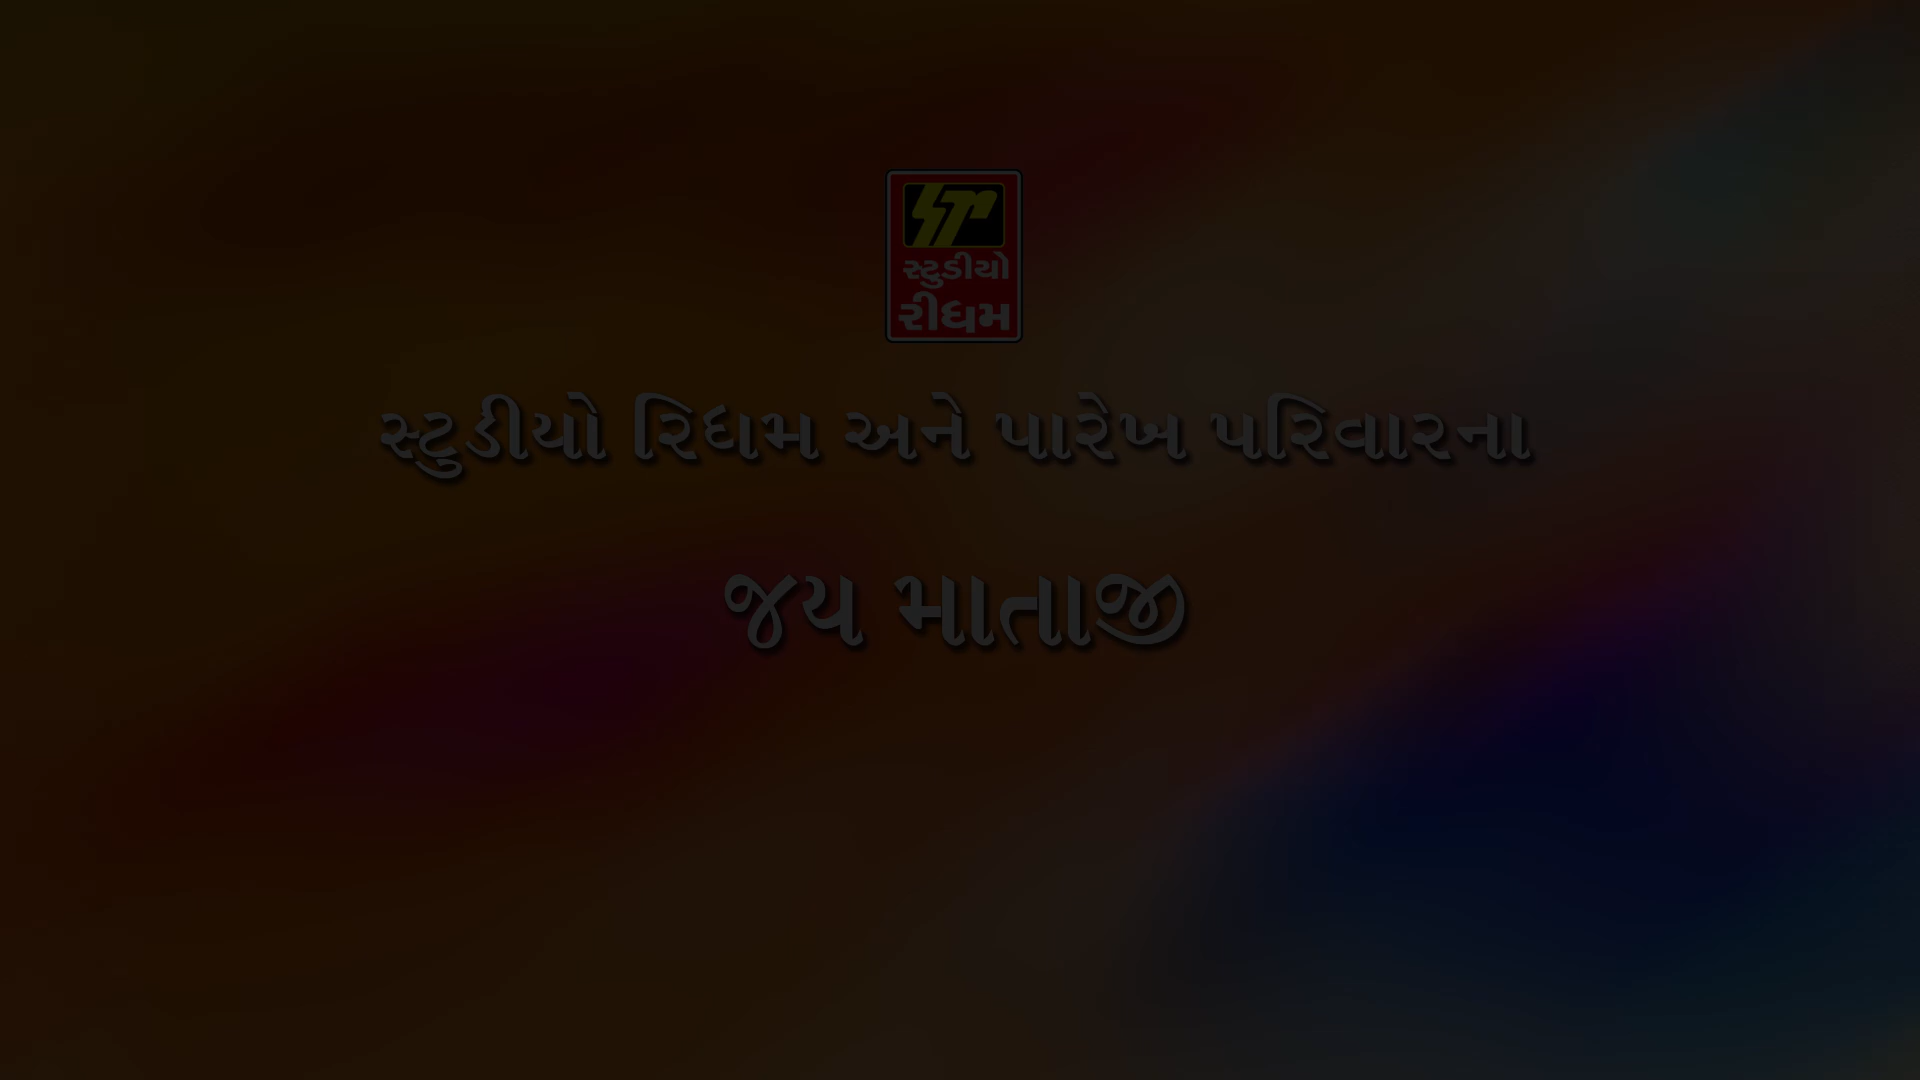 સ્ટુડીયો
રીધમ
સ્ટુડીયો રિધમ અને પારેખ પરિવારના
જય માતાજી